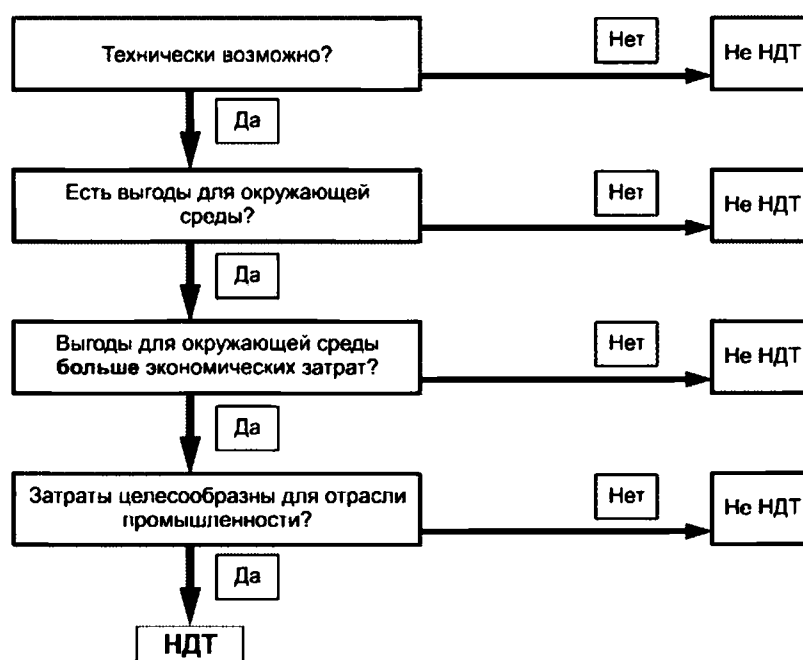 Технически возможно?
Нет
Не НДТ
Да
Есть выгоды для окружающей
среды?
Нет
Не НДТ
Да
Выгоды для окружающей среды
больше экономических затрат?
Нет
Не НДТ
Да
Затраты целесообразны для отрасли
промышленности?
Нет
Не НДТ
Да
НДТ